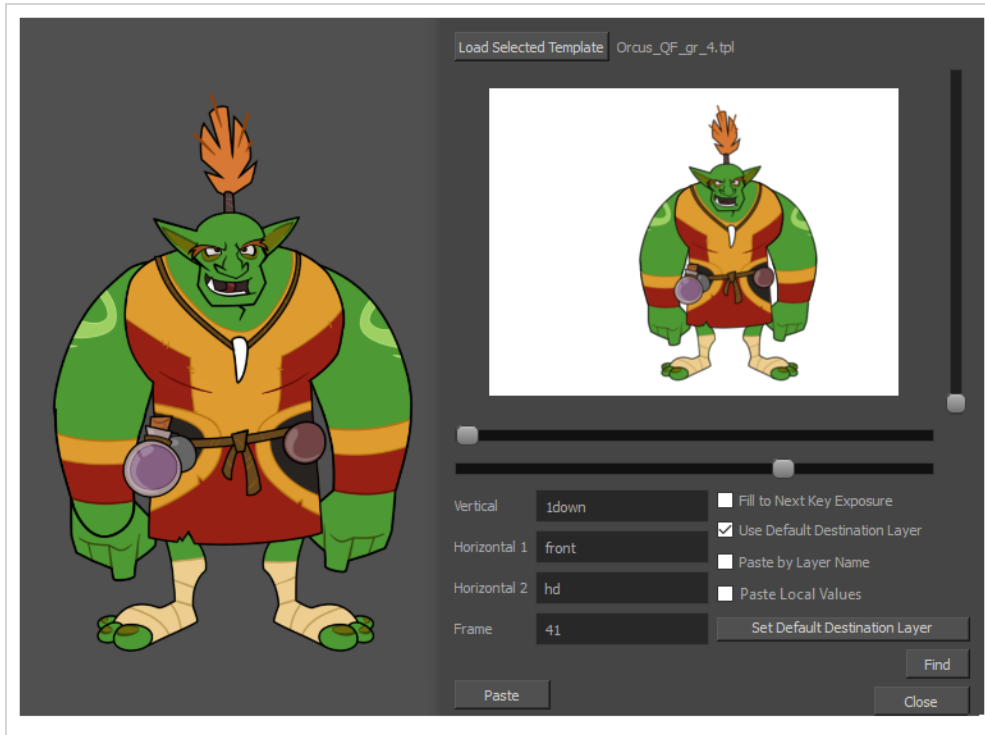 Load Selected Template Orcus_QF_gr_4.tpl
Vertical 1down
Fill to Next Key Exposure
Use Default Destination Layer
Horizontal 1 front
Paste by Layer Name
Horizontal 2 hd
Paste Local Values
Frame 41
Set Default Destination Layer
Find
Paste
Close